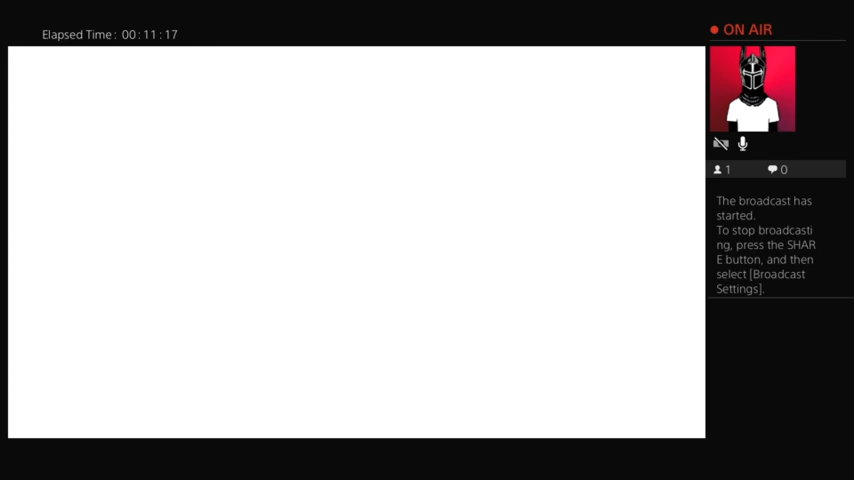 Elapsed Time: 00:11:17
ON AIR
1
0
The broadcast has
started.
To stop broadcasti
ng, press the SHAR
E button, and then
select [Broadcast
Settings].